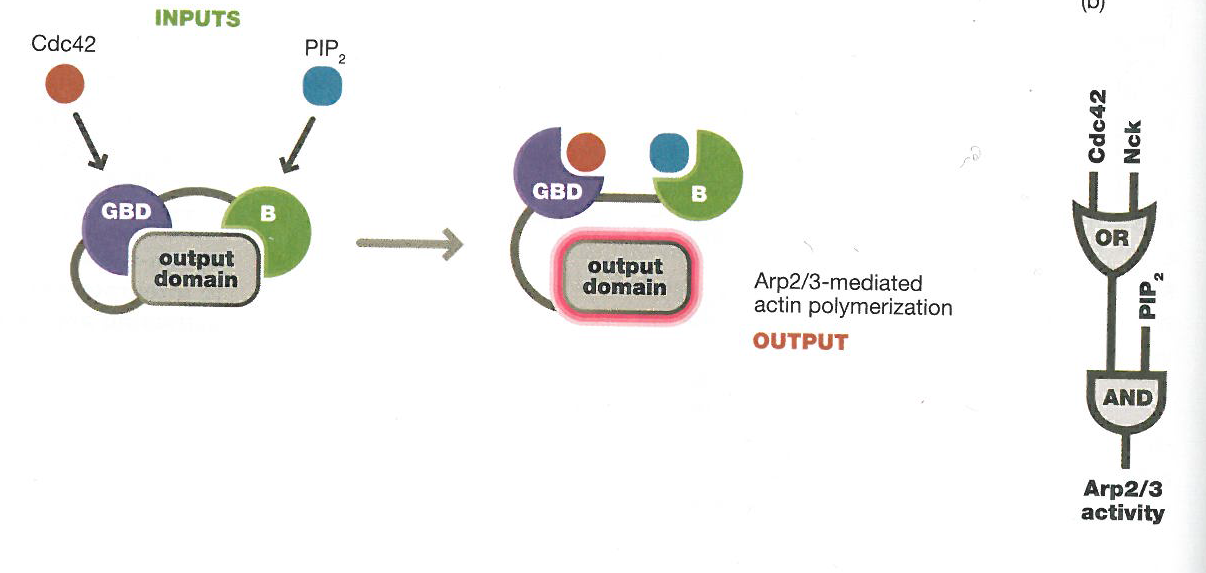 INPUTS
Cdc42
PIP₂
GBD
B
output
domain
GBD
B
output
domain
Arp2/3-mediated
actin polymerization
OUTPUT
(b)
Cdc42
Nck
OR
PIP₂
AND
Arp2/3
activity